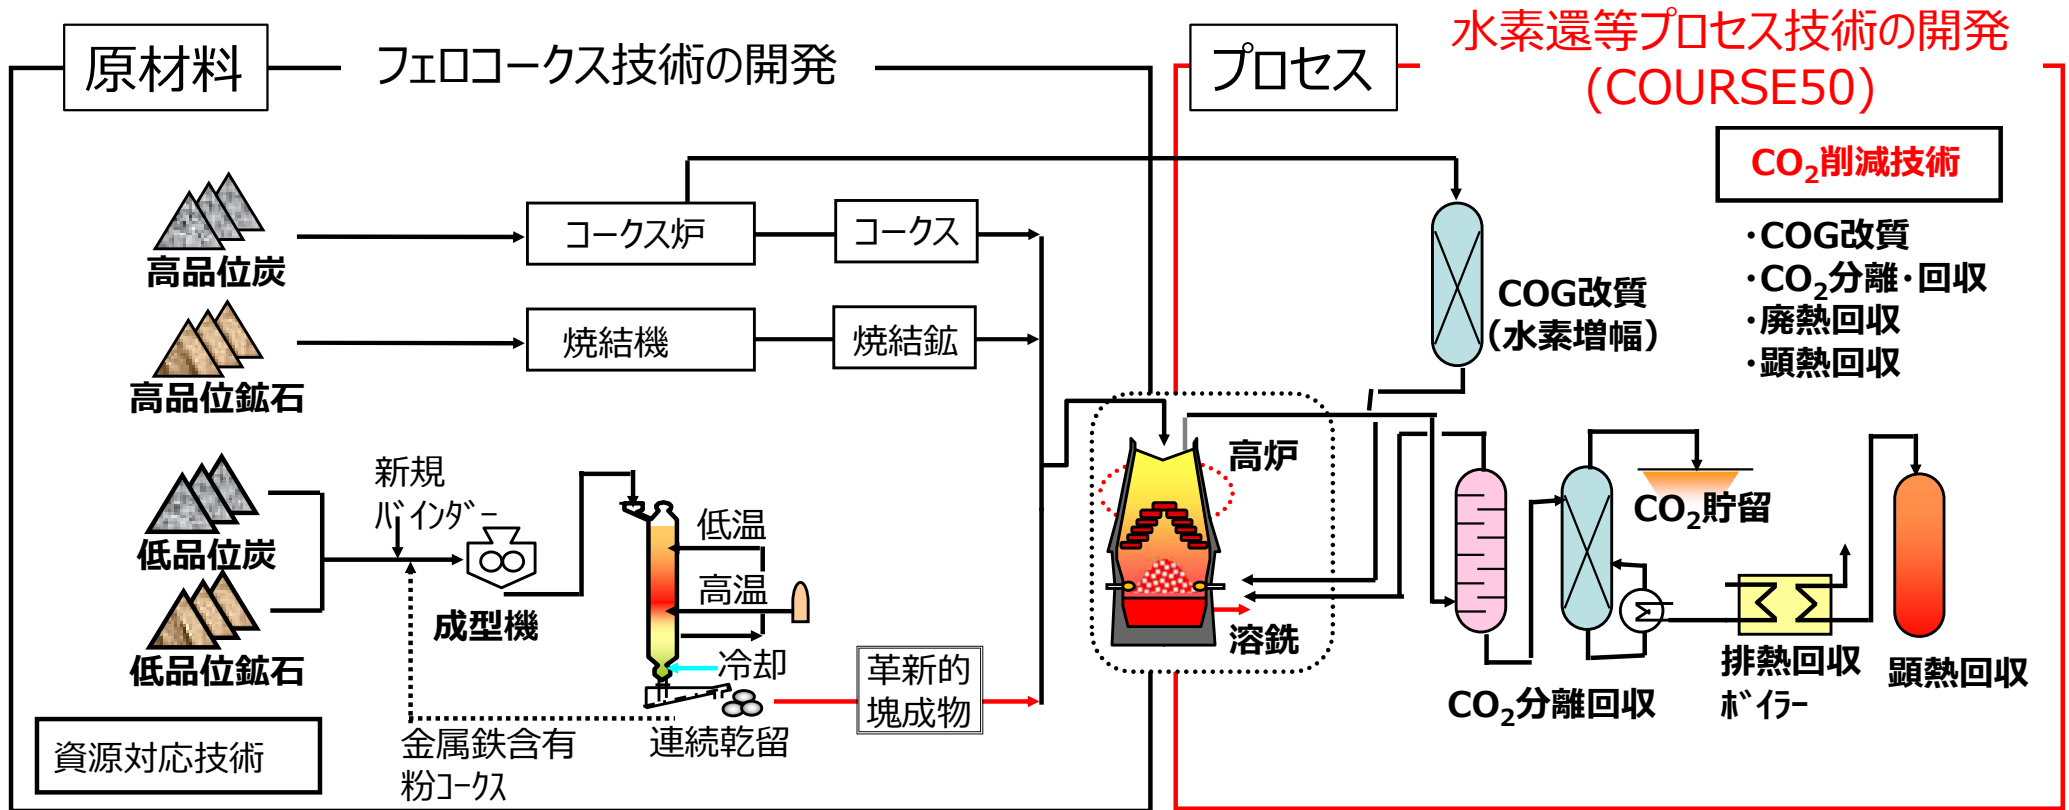 原材料
フェロコークス技術の開発
プロセス
水素還等プロセス技術の開発
(COURSE50)
CO2削減技術
・COG改質
・CO2分離・回収
・廃熱回収
・顕熱回収
高品位炭
コークス炉
コークス
COG改質
（水素増幅）
高品位鉱石
焼結機
焼結鉱
低品位炭
低品位鉱石
新規
ﾊﾞｲﾝﾀﾞｰ
成型機
低温
高温
冷却
連続乾留
革新的
塊成物
金属鉄含有
粉ｺｰｸｽ
資源対応技術
高炉
溶銑
CO2分離回収
CO2貯留
排熱回収
ﾎﾞｲﾗｰ
顕熱回収